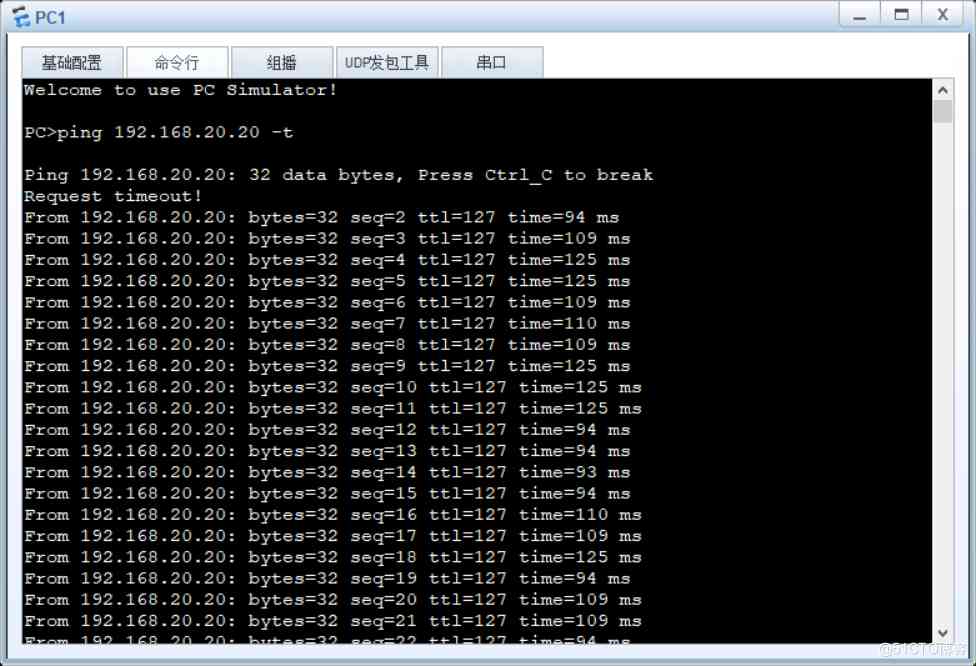 PC1
基础配置 命令行 组播 UDP发包工具 串口
Welcome to use PC Simulator!
PC>ping 192.168.20.20 -t
Ping 192.168.20.20: 32 data bytes, Press Ctrl_C to break
Request timeout!
From 192.168.20.20: bytes=32 seq=2 ttl=127 time=94 ms
From 192.168.20.20: bytes=32 seq=3 ttl=127 time=109 ms
From 192.168.20.20: bytes=32 seq=4 ttl=127 time=125 ms
From 192.168.20.20: bytes=32 seq=5 ttl=127 time=125 ms
From 192.168.20.20: bytes=32 seq=6 ttl=127 time=109 ms
From 192.168.20.20: bytes=32 seq=7 ttl=127 time=110 ms
From 192.168.20.20: bytes=32 seq=8 ttl=127 time=109 ms
From 192.168.20.20: bytes=32 seq=9 ttl=127 time=125 ms
From 192.168.20.20: bytes=32 seq=10 ttl=127 time=125 ms
From 192.168.20.20: bytes=32 seq=11 ttl=127 time=125 ms
From 192.168.20.20: bytes=32 seq=12 ttl=127 time=94 ms
From 192.168.20.20: bytes=32 seq=13 ttl=127 time=94 ms
From 192.168.20.20: bytes=32 seq=14 ttl=127 time=93 ms
From 192.168.20.20: bytes=32 seq=15 ttl=127 time=94 ms
From 192.168.20.20: bytes=32 seq=16 ttl=127 time=110 ms
From 192.168.20.20: bytes=32 seq=17 ttl=127 time=109 ms
From 192.168.20.20: bytes=32 seq=18 ttl=127 time=125 ms
From 192.168.20.20: bytes=32 seq=19 ttl=127 time=94 ms
From 192.168.20.20: bytes=32 seq=20 ttl=127 time=109 ms
From 192.168.20.20: bytes=32 seq=21 ttl=127 time=109 ms
From 192.168.20.20: bytes=32 seq=22 ttl=127 time=94 ms
@51CTO博客